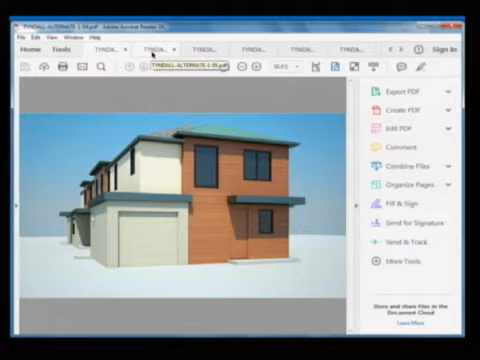 TYNDALL-ALTERNATE-1-04.pdf - Adobe Acrobat Reader DC
File Edit View Window Help
Home Tools TYNDA... × TYNDA... × TYNDA... TYNDA... TYNDA... TYNDA... Sign In
TYNDALL-ALTERNATE-1-05.pdf
Export PDF
Create PDF
Edit PDF
Comment
Combine Files
Organize Pages
Fill & Sign
Send for Signature
Send & Track
More Tools
Store and share files in the
Document Cloud
Learn More